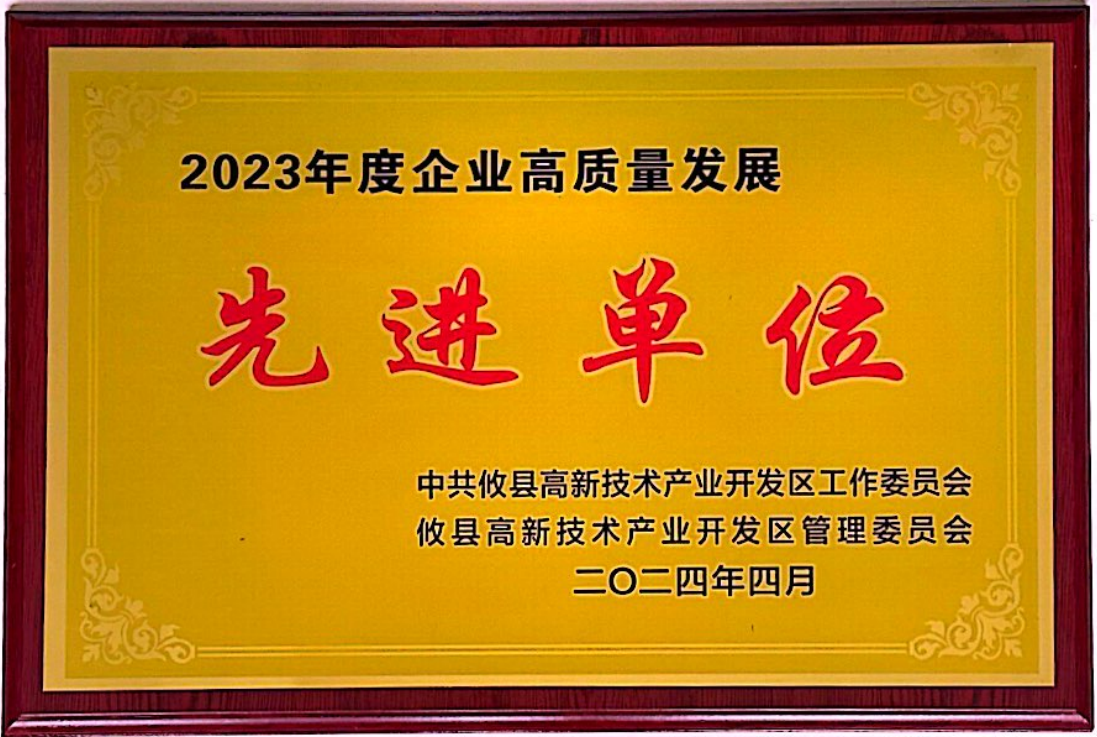 2023年度企业高质量发展
先进单位
中共攸县高新技术产业开发区工作委员会
攸县高新技术产业开发区管理委员会
二〇二四年四月